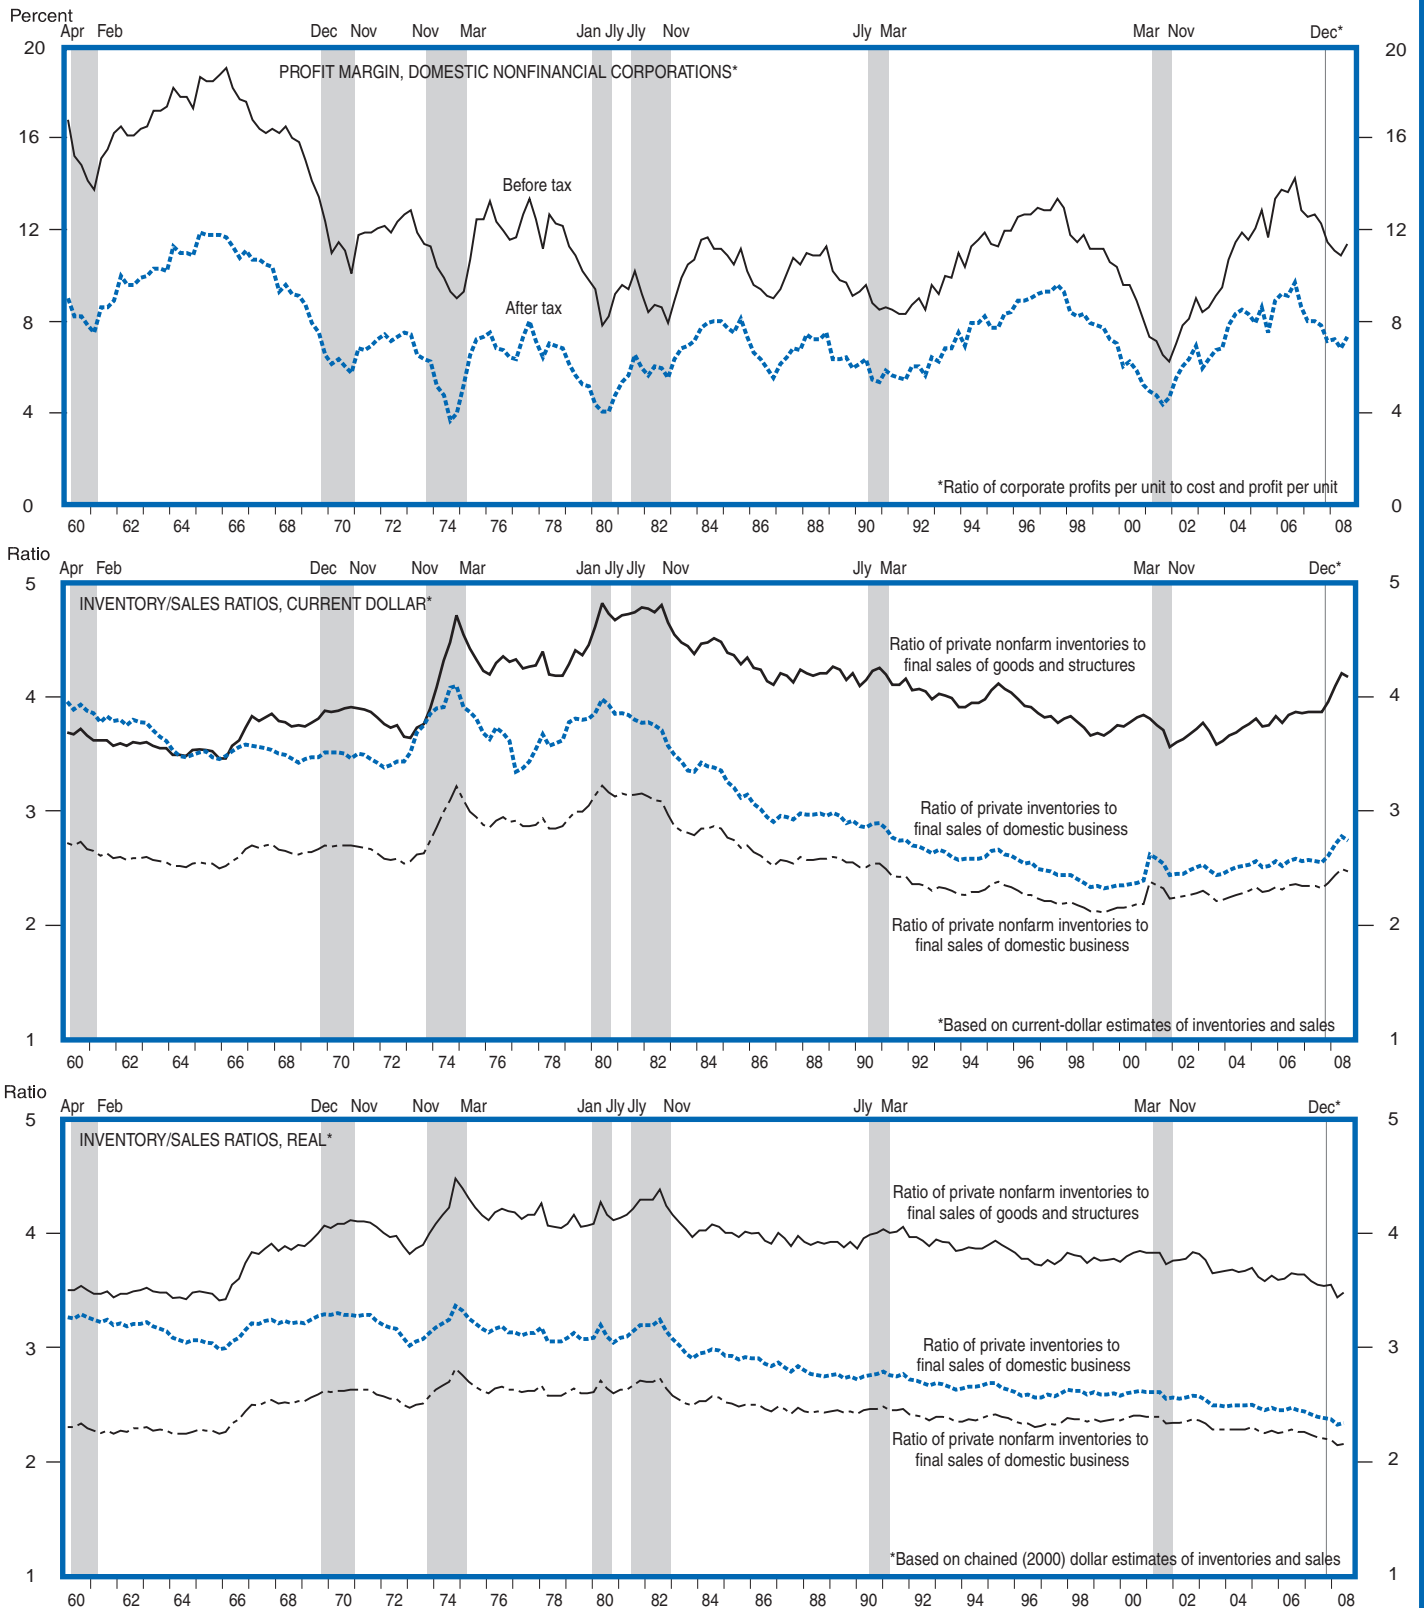 Percent
Apr Feb Dec Nov Nov Mar Jan Jly Jly Nov Jly Mar Mar Nov Dec*
20 20
PROFIT MARGIN, DOMESTIC NONFINANCIAL CORPORATIONS*
16 16
Before tax
12 12
After tax
8 8
4 4
*Ratio of corporate profits per unit to cost and profit per unit
0 0
60 62 64 66 68 70 72 74 76 78 80 82 84 86 88 90 92 94 96 98 00 02 04 06 08
Ratio
Apr Feb Dec Nov Nov Mar Jan Jly Jly Nov Jly Mar Mar Nov Dec*
5 5
INVENTORY/SALES RATIOS, CURRENT DOLLAR*
Ratio of private nonfarm inventories to
final sales of goods and structures
4 4
Ratio of private inventories to
3 3
final sales of domestic business
2 2
Ratio of private nonfarm inventories to
final sales of domestic business
*Based on current-dollar estimates of inventories and sales
1 1
60 62 64 66 68 70 72 74 76 78 80 82 84 86 88 90 92 94 96 98 00 02 04 06 08
Ratio
Apr Feb Dec Nov Nov Mar Jan Jly Jly Nov Jly Mar Mar Nov Dec*
5 5
INVENTORY/SALES RATIOS, REAL*
Ratio of private nonfarm inventories to
final sales of goods and structures
4 4
Ratio of private inventories to
3 3
final sales of domestic business
Ratio of private nonfarm inventories to
final sales of domestic business
2 2
*Based on chained (2000) dollar estimates of inventories and sales
1 1
60 62 64 66 68 70 72 74 76 78 80 82 84 86 88 90 92 94 96 98 00 02 04 06 08